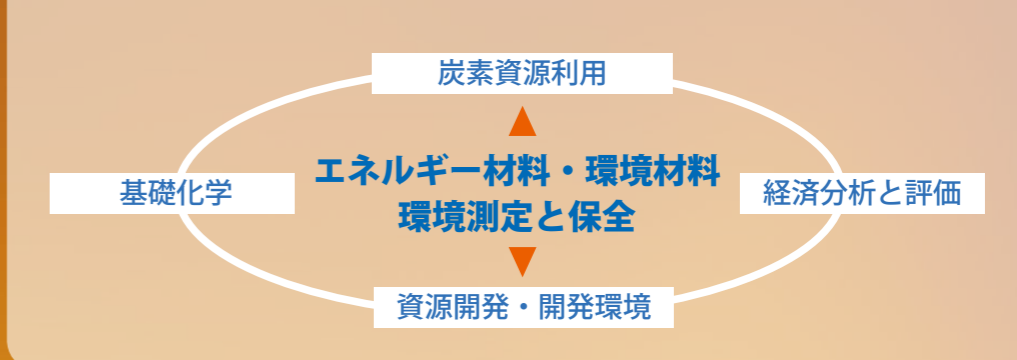 炭素資源利用
エネルギー材料・環境材料
環境測定と保全
基礎化学
経済分析と評価
資源開発・開発環境